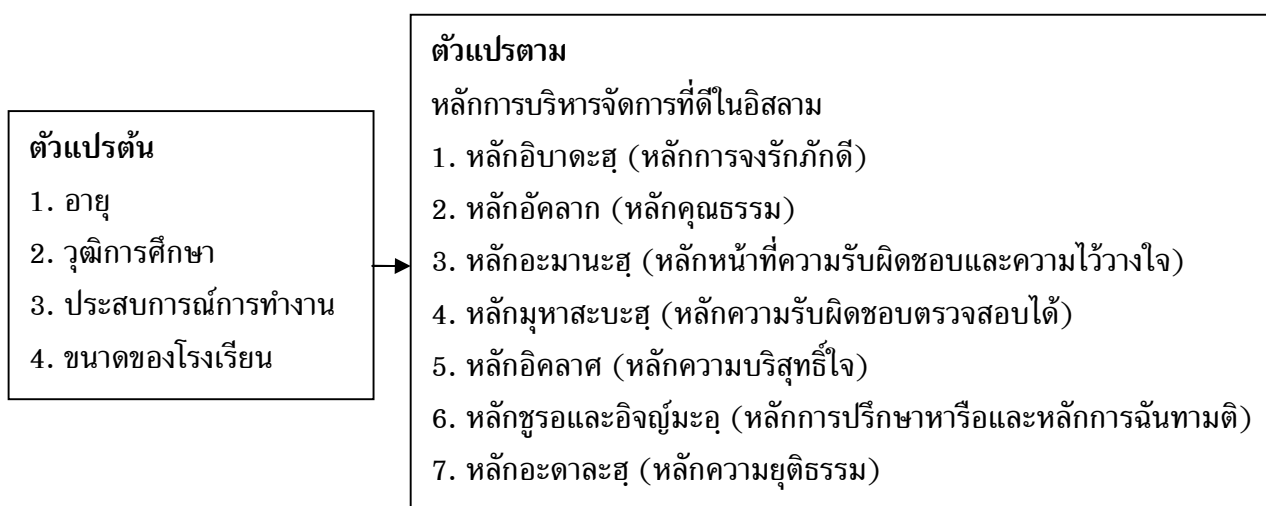 ตัวแปรต้น
1. อายุ
2. วุฒิการศึกษา
3. ประสบการณ์การทำงาน
4. ขนาดของโรงเรียน
ตัวแปรตาม
หลักการบริหารจัดการที่ดีในอิสลาม
1. หลักอิบาดะฮฺ (หลักการจงรักภักดี)
2. หลักอัคลาก (หลักคุณธรรม)
3. หลักอะมานะฮฺ (หลักหน้าที่ความรับผิดชอบและความไว้วางใจ)
4. หลักมุหาสะบะฮฺ (หลักความรับผิดชอบตรวจสอบได้)
5. หลักอิคลาศ (หลักความบริสุทธิ์ใจ)
6. หลักชูรอและอิจญ์มะอฺ (หลักการปรึกษาหารือและหลักการฉันทามติ)
7. หลักอะดาละฮฺ (หลักความยุติธรรม)